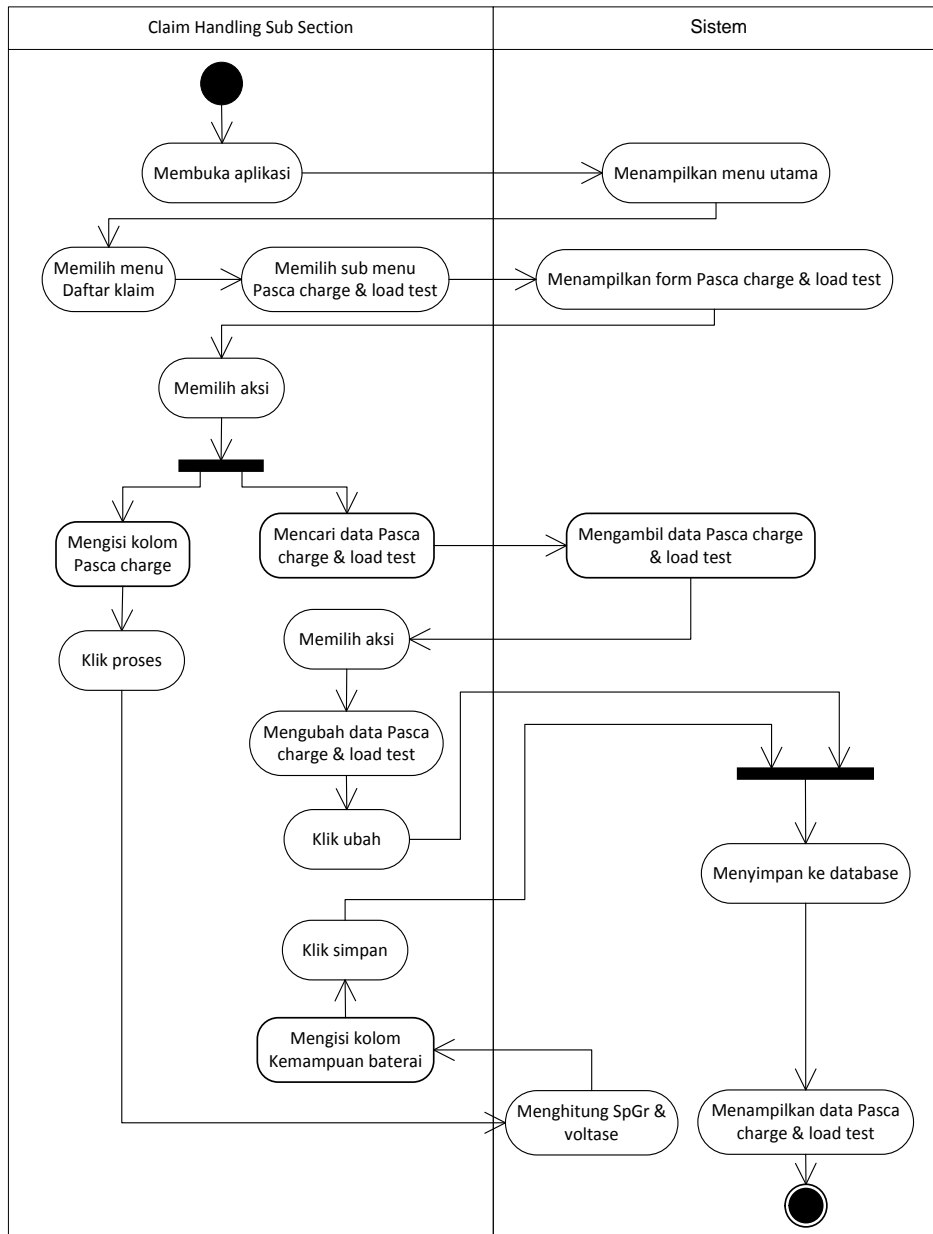 Claim Handling Sub Section
Sistem
Membuka aplikasi
Menampilkan menu utama
Memilih menu
Daftar klaim
Memilih sub menu
Pasca charge & load test
Menampilkan form Pasca charge & load test
Memilih aksi
Mengisi kolom
Pasca charge
Mencari data Pasca
charge & load test
Mengambil data Pasca charge
& load test
Memilih aksi
Klik proses
Mengubah data Pasca
charge & load test
Klik ubah
Menyimpan ke database
Klik simpan
Mengisi kolom
Kemampuan baterai
Menghitung SpGr &
voltase
Menampilkan data Pasca
charge & load test